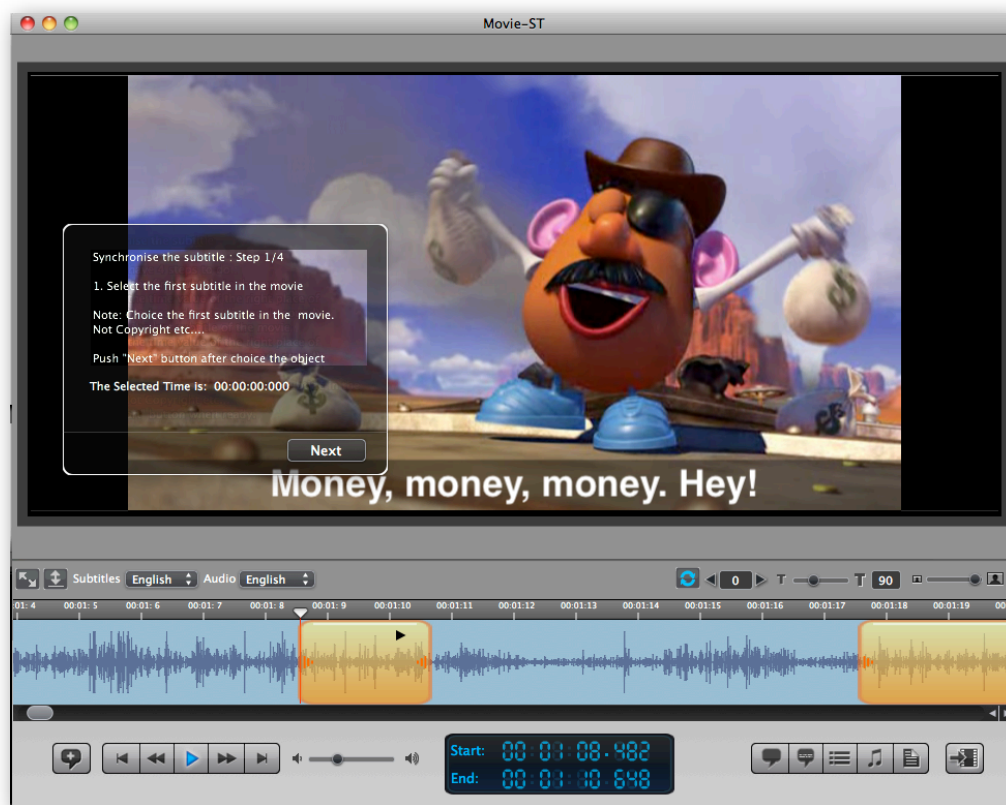 Movie-ST
Synchronise the subtitle : Step 1/4
1. Select the first subtitle in the movie
Note: Choice the first subtitle in the movie.
Not Copyright etc....
Push "Next" button after choice the object
The Selected Time is: 00:00:00:000
Next
Money, money, money. Hey!
Subtitles English Audio English 0 T T 90
01: 4 00:01: 5 00:01: 6 00:01: 7 00:01: 8 00:01: 9 00:01:10 00:01:11 00:01:12 00:01:13 00:01:14 00:01:15 00:01:16 00:01:17 00:01:18 00:01:19 00
Start: 00:01:08.482
End: 00:01:10.648